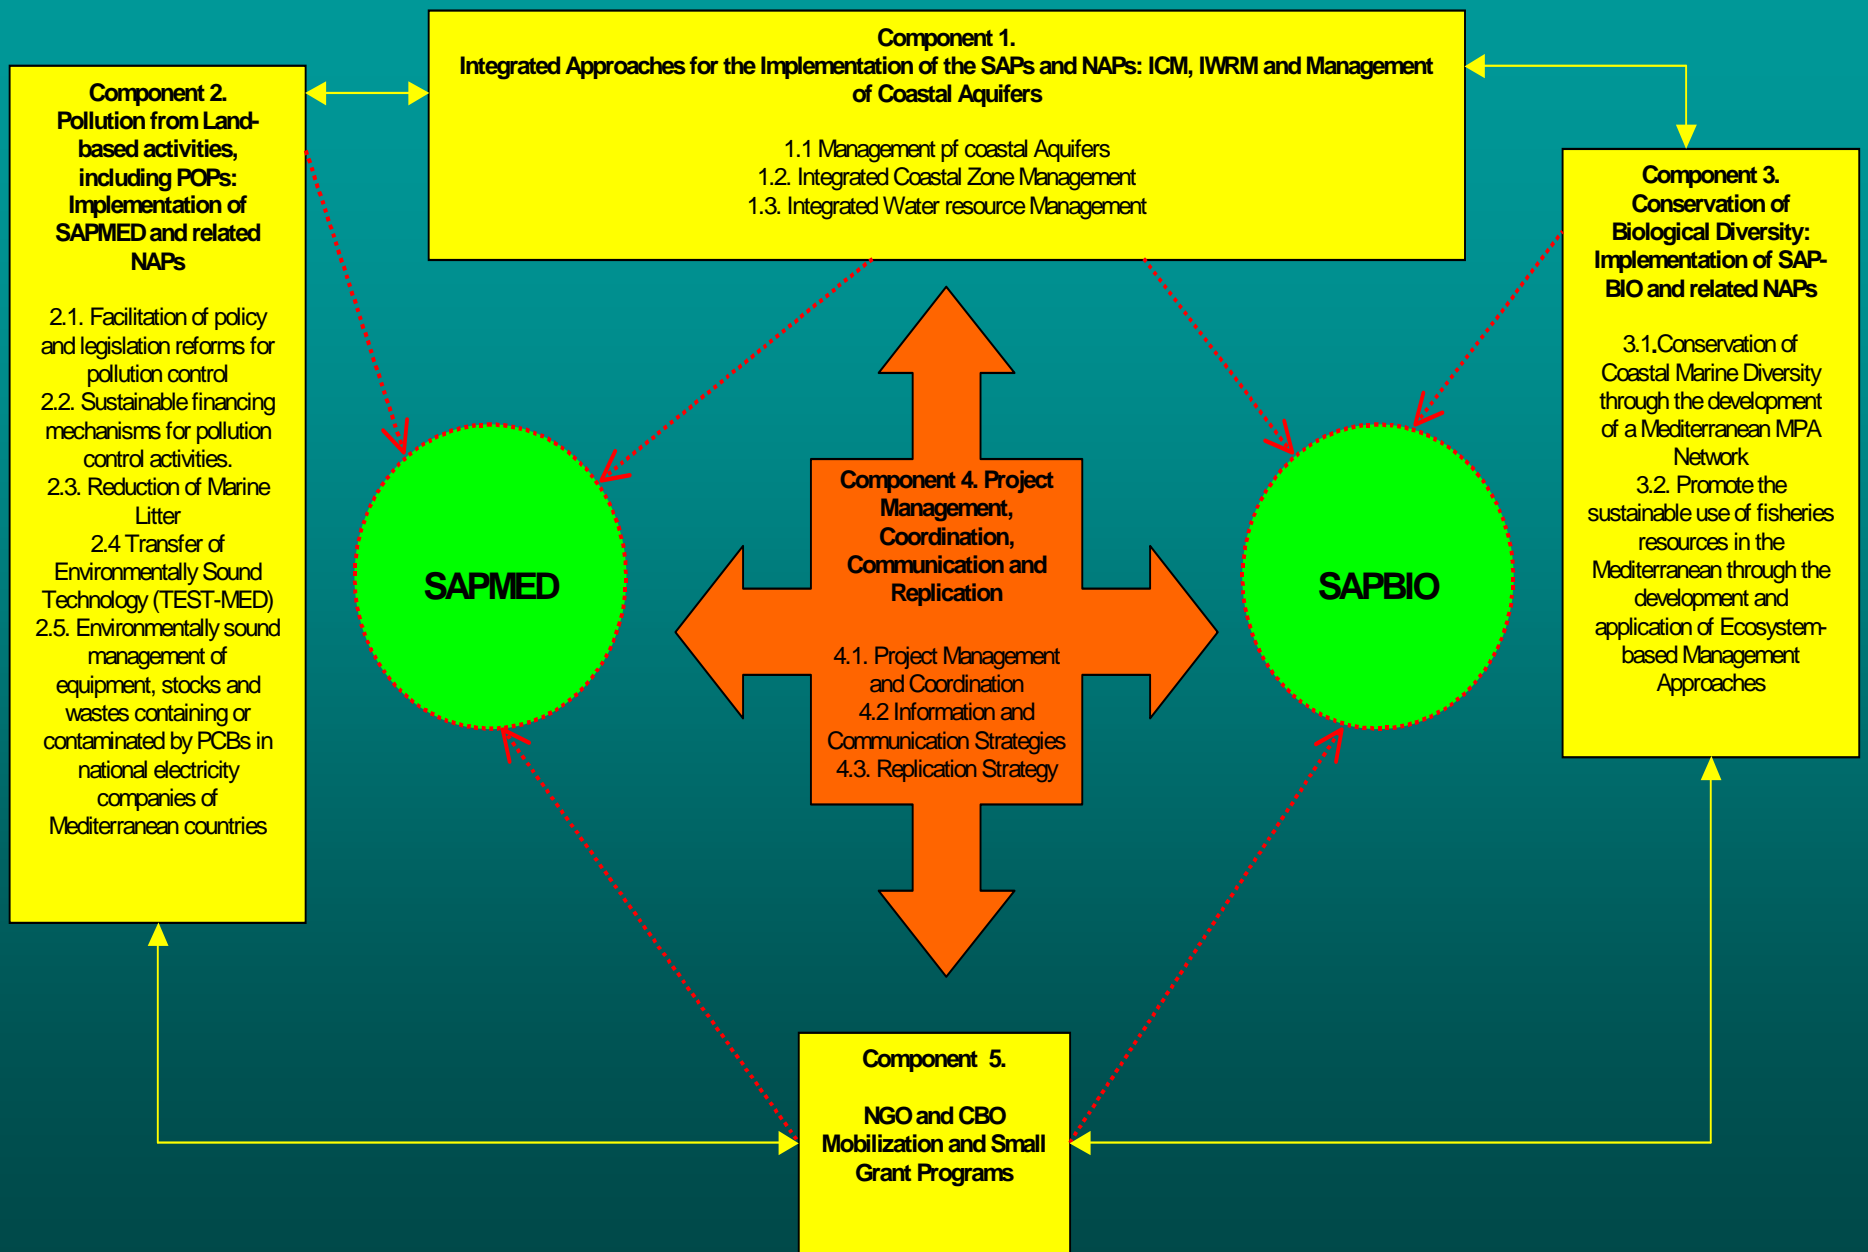 Component 1.
Integrated Approaches for the Implementation of the SAPs and NAPs: ICM, IWRM and Management
of Coastal Aquifers
1.1 Management pf coastal Aquifers
1.2. Integrated Coastal Zone Management
1.3. Integrated Water resource Management
Component 2.
Pollution from Land-
based activities,
including POPs:
Implementation of
SAPMED and related
NAPs
2.1. Facilitation of policy
and legislation reforms for
pollution control
2.2. Sustainable financing
mechanisms for pollution
control activities.
2.3. Reduction of Marine
Litter
2.4 Transfer of
Environmentally Sound
Technology (TEST-MED)
2.5. Environmentally sound
management of
equipment, stocks and
wastes containing or
contaminated by PCBs in
national electricity
companies of
Mediterranean countries
Component 3.
Conservation of
Biological Diversity:
Implementation of SAP-
BIO and related NAPs
3.1.Conservation of
Coastal Marine Diversity
through the development
of a Mediterranean MPA
Network
3.2. Promote the
sustainable use of fisheries
resources in the
Mediterranean through the
development and
application of Ecosystem-
based Management
Approaches
SAPMED
Component 4. Project
Management,
Coordination,
Communication and
Replication
4.1. Project Management
and Coordination
4.2 Information and
Communication Strategies
4.3. Replication Strategy
SAPBIO
Component 5.
NGO and CBO
Mobilization and Small
Grant Programs